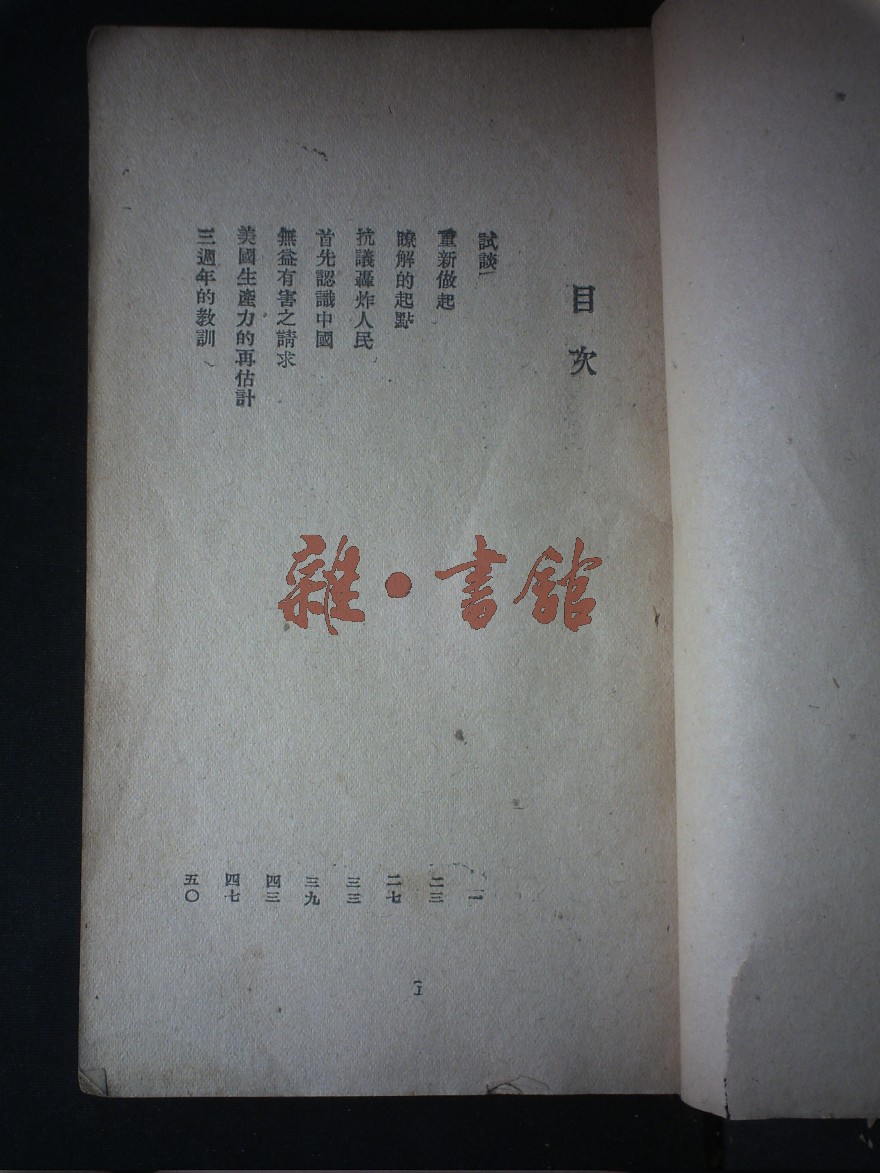 目次
試談
一
重新做起
二三
瞭解的起點
二七
抗議轟炸人民
三三
首先認識中國
三九
無益有害之請求
四三
美國生產力的再估計
四七
三週年的教訓
五〇
雜・書館